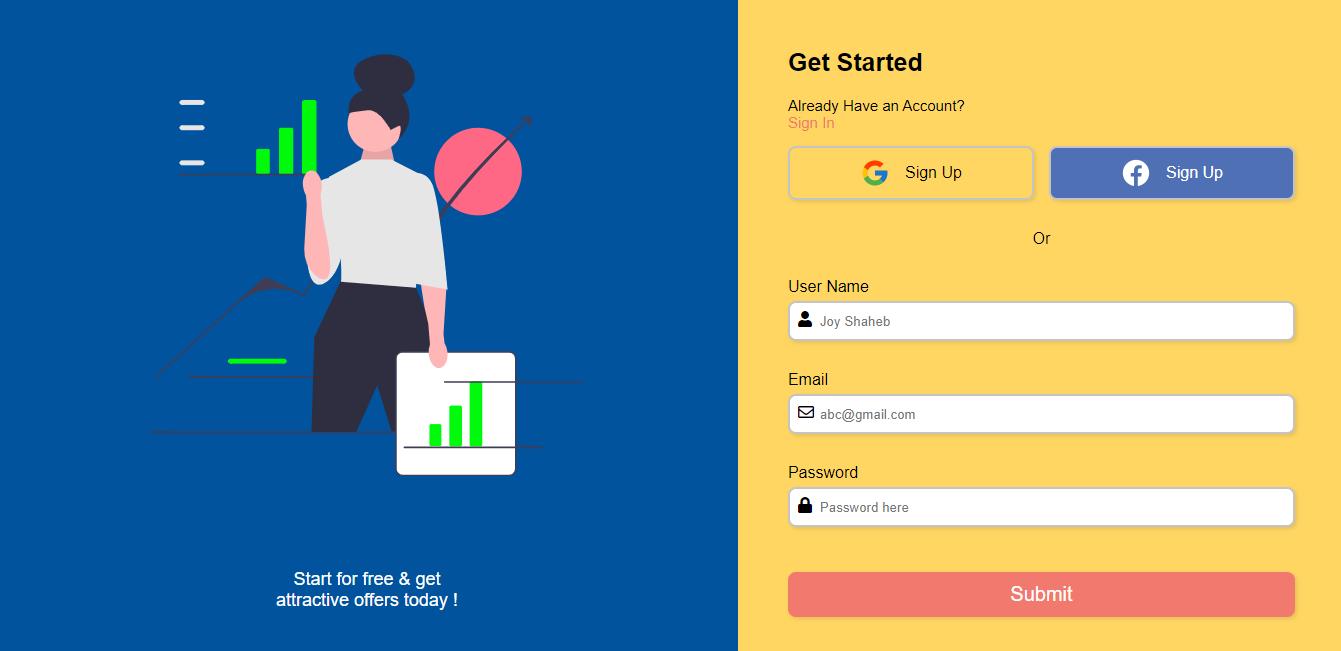 Get Started
Already Have an Account?
Sign In
Sign Up
Sign Up
Or
User Name
Joy Shaheb
Email
abc@gmail.com
Password
Password here
Submit
Start for free & get
attractive offers today !